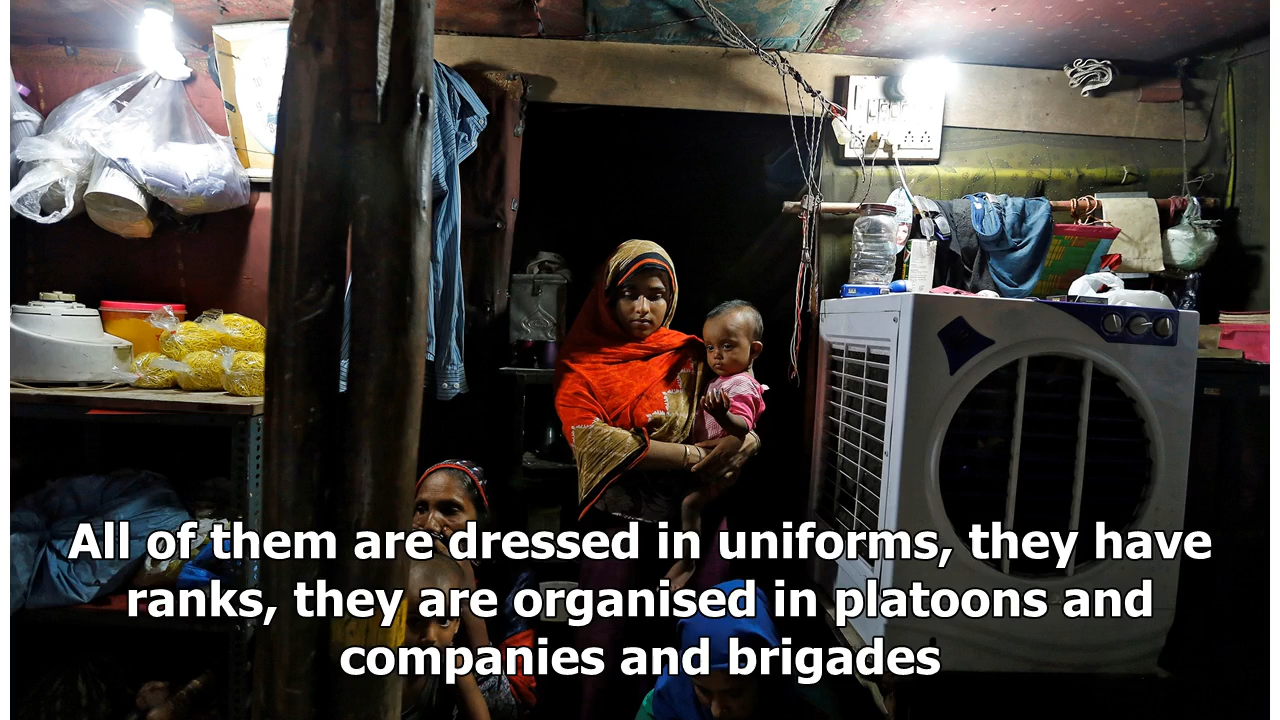 All of them are dressed in uniforms, they have
ranks, they are organised in platoons and
companies and brigades